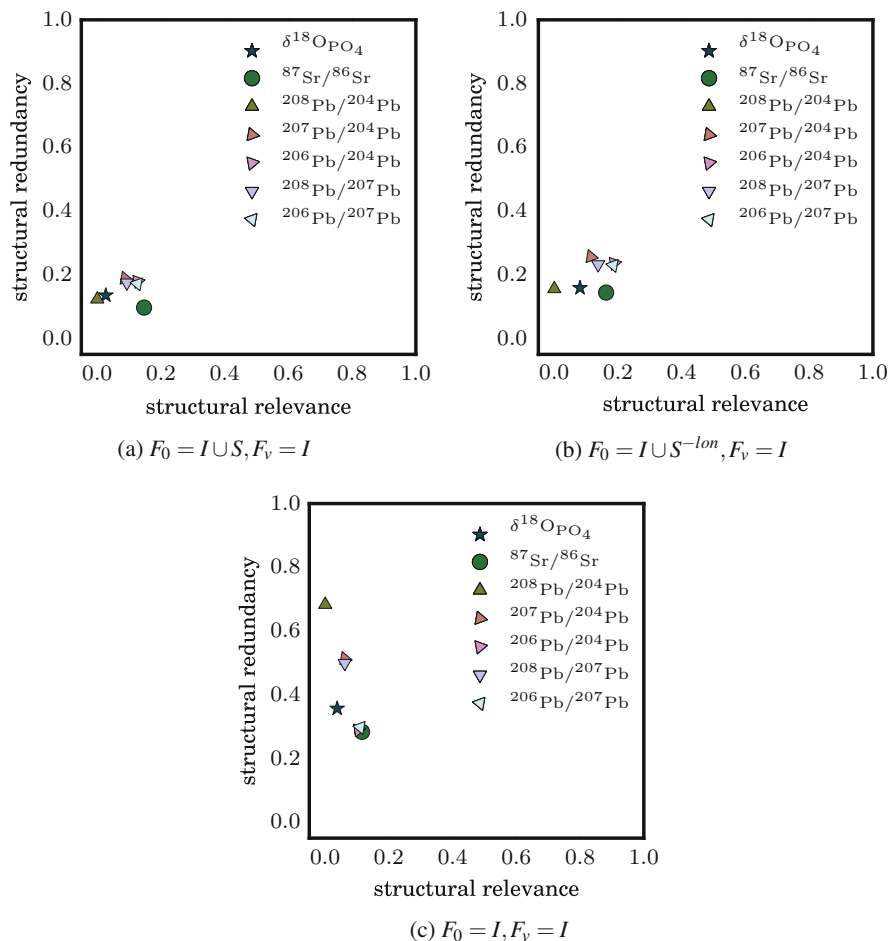 1.0
0.8
0.6
0.4
0.2
0.0
structural redundancy
δ¹⁸O_PO₄
⁸⁷Sr/⁸⁶Sr
²⁰⁸Pb/²⁰⁴Pb
²⁰⁷Pb/²⁰⁴Pb
²⁰⁶Pb/²⁰⁴Pb
²⁰⁸Pb/²⁰⁷Pb
²⁰⁶Pb/²⁰⁷Pb
0.0 0.2 0.4 0.6 0.8 1.0
structural relevance
(a) F₀ = I ∪ S, Fᵥ = I
1.0
0.8
0.6
0.4
0.2
0.0
structural redundancy
δ¹⁸O_PO₄
⁸⁷Sr/⁸⁶Sr
²⁰⁸Pb/²⁰⁴Pb
²⁰⁷Pb/²⁰⁴Pb
²⁰⁶Pb/²⁰⁴Pb
²⁰⁸Pb/²⁰⁷Pb
²⁰⁶Pb/²⁰⁷Pb
0.0 0.2 0.4 0.6 0.8 1.0
structural relevance
(b) F₀ = I ∪ S⁻ˡᵒⁿ, Fᵥ = I
1.0
0.8
0.6
0.4
0.2
0.0
structural redundancy
δ¹⁸O_PO₄
⁸⁷Sr/⁸⁶Sr
²⁰⁸Pb/²⁰⁴Pb
²⁰⁷Pb/²⁰⁴Pb
²⁰⁶Pb/²⁰⁴Pb
²⁰⁸Pb/²⁰⁷Pb
²⁰⁶Pb/²⁰⁷Pb
0.0 0.2 0.4 0.6 0.8 1.0
structural relevance
(c) F₀ = I, Fᵥ = I